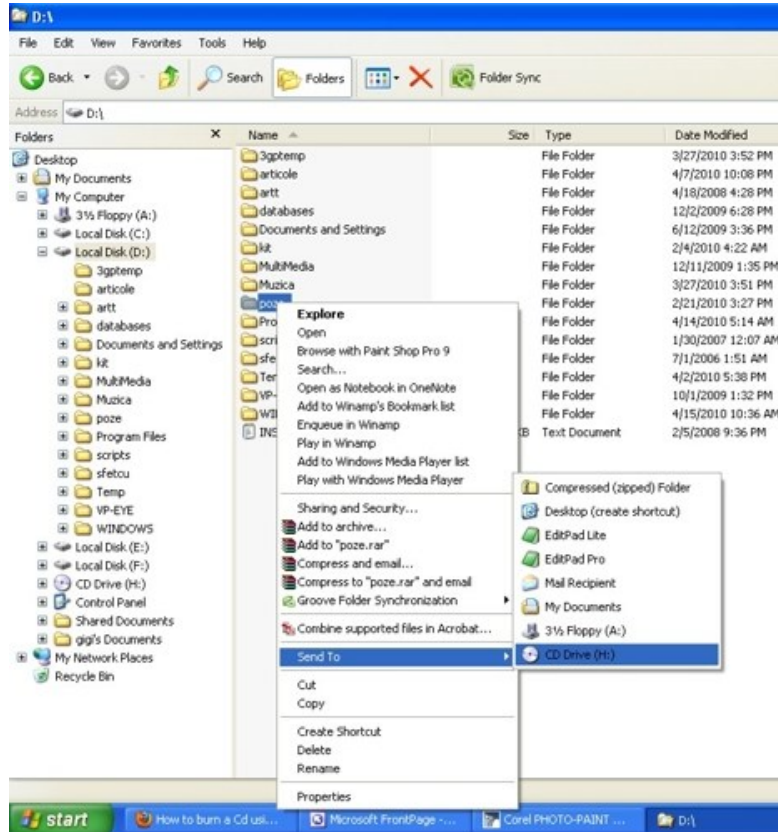 D:\
File Edit View Favorites Tools Help
Back Search Folders Folder Sync
Address D:\
Folders
Desktop
My Documents
My Computer
3½ Floppy (A:)
Local Disk (C:)
Local Disk (D:)
3gptemp
articole
artt
databases
Documents and Settings
kit
MultiMedia
Muzica
poze
Program Files
scripts
sfetcu
Temp
VP-EYE
WINDOWS
Local Disk (E:)
Local Disk (F:)
CD Drive (H:)
Control Panel
Shared Documents
gigi's Documents
My Network Places
Recycle Bin
Name Size Type Date Modified
3gptemp File Folder 3/27/2010 3:52 PM
articole File Folder 4/7/2010 10:08 PM
artt File Folder 4/18/2008 4:28 PM
databases File Folder 12/2/2009 6:28 PM
Documents and Settings File Folder 6/12/2009 3:36 PM
kit File Folder 2/4/2010 4:22 AM
MultiMedia File Folder 12/11/2009 1:35 PM
Muzica File Folder 3/27/2010 3:51 PM
poze File Folder 2/21/2010 3:27 PM
Pro File Folder 4/14/2010 5:14 AM
scri File Folder 1/30/2007 12:07 AM
sfe File Folder 7/1/2006 1:51 AM
Ter File Folder 4/2/2010 5:38 PM
VP- File Folder 10/1/2009 1:32 PM
WI File Folder 4/15/2010 10:36 AM
INS KB Text Document 2/5/2008 9:36 PM
Explore
Open
Browse with Paint Shop Pro 9
Search...
Open as Notebook in OneNote
Add to Winamp's Bookmark list
Enqueue in Winamp
Play in Winamp
Add to Windows Media Player list
Play with Windows Media Player
Sharing and Security...
Add to archive...
Add to "poze.rar"
Compress and email...
Compress to "poze.rar" and email
Groove Folder Synchronization
Combine supported files in Acrobat...
Send To
Cut
Copy
Create Shortcut
Delete
Rename
Properties
Compressed (zipped) Folder
Desktop (create shortcut)
EditPad Lite
EditPad Pro
Mail Recipient
My Documents
3½ Floppy (A:)
CD Drive (H:)
start How to burn a Cd usi... Microsoft FrontPage -... Corel PHOTO-PAINT ... D:\